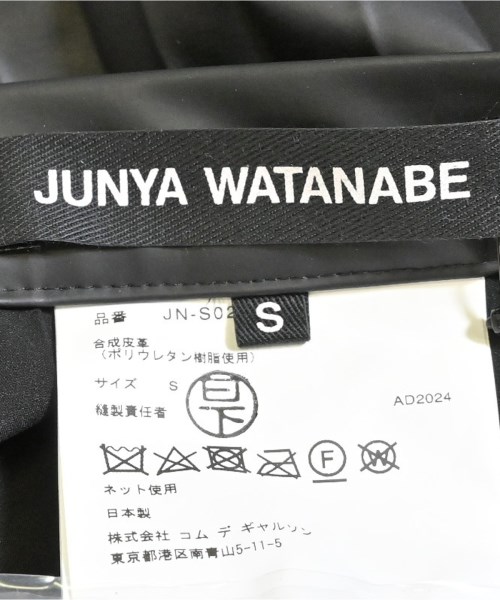 JUNYA WATANABE
S
品番 JN-S02
合成皮革
(ポリウレタン樹脂使用)
サイズ S
縫製責任者 日下
AD2024
F
W
ネット使用
日本製
株式会社 コム デ ギャルソン
東京都港区南青山5-11-5